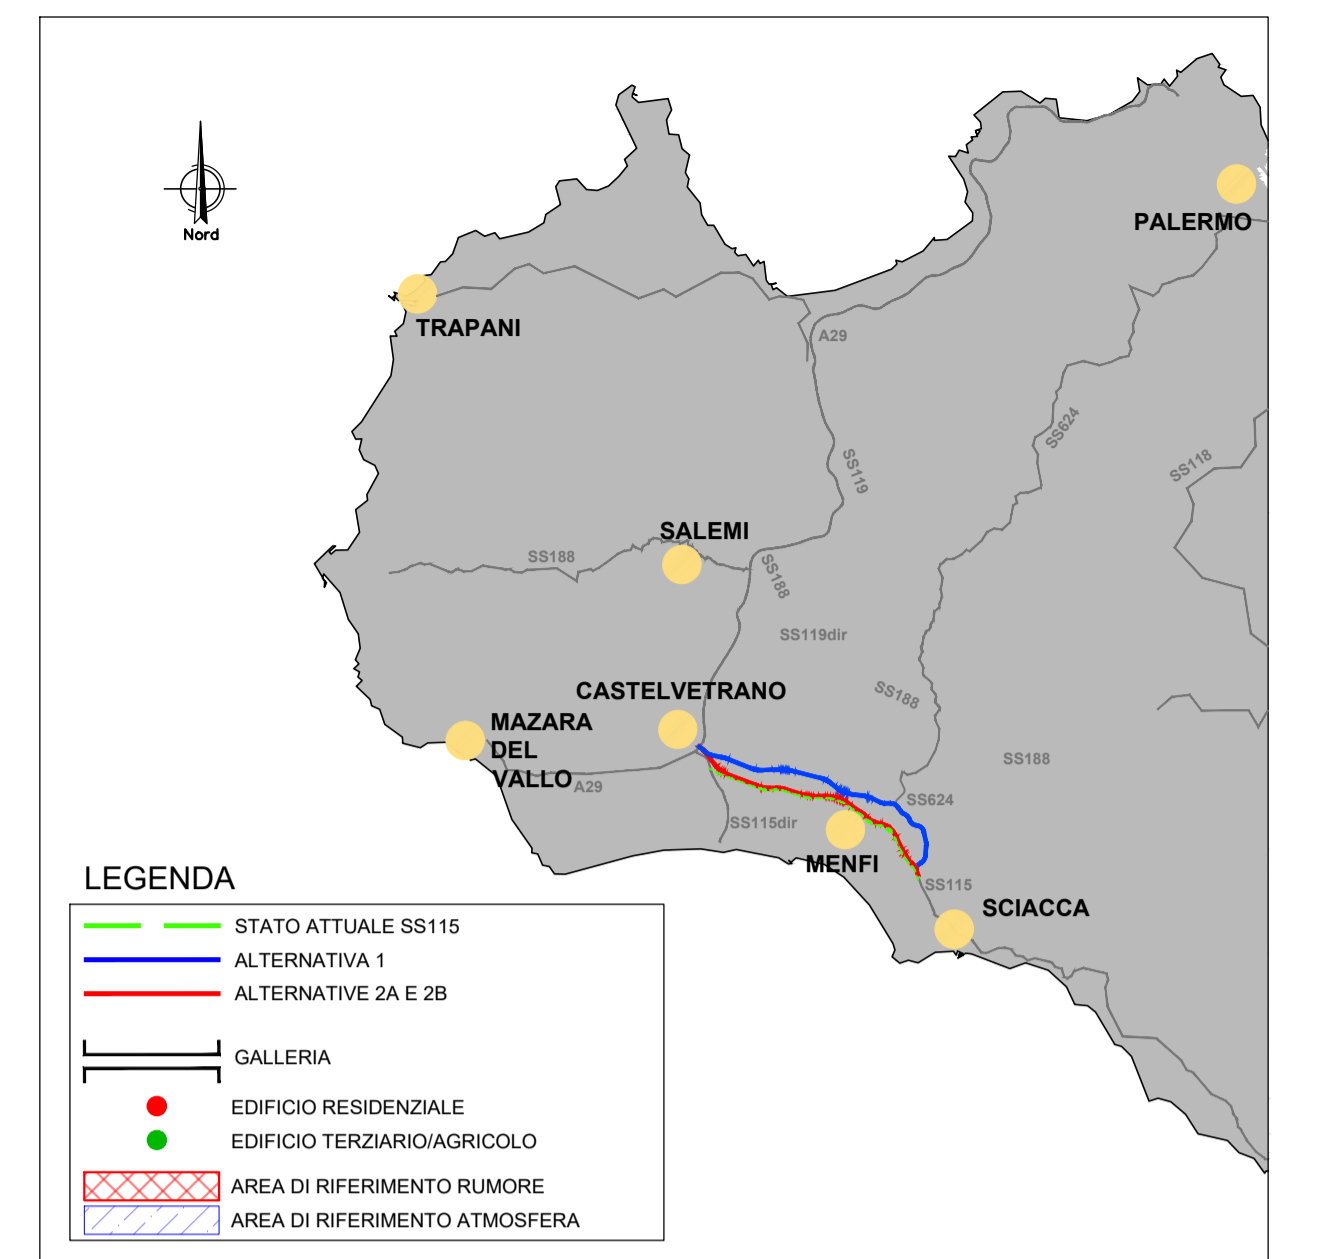 Nord
PALERMO
TRAPANI
A29
SS624
SS119
SS118
SALEMI
SS188
SS188
SS119dir
CASTELVETRANO
SS188
MAZARA
DEL
VALLO
A29
SS188
SS624
SS115dir
MENFI
SS115
SCIACCA
LEGENDA
STATO ATTUALE SS115
ALTERNATIVA 1
ALTERNATIVE 2A E 2B
GALLERIA
EDIFICIO RESIDENZIALE
EDIFICIO TERZIARIO/AGRICOLO
AREA DI RIFERIMENTO RUMORE
AREA DI RIFERIMENTO ATMOSFERA